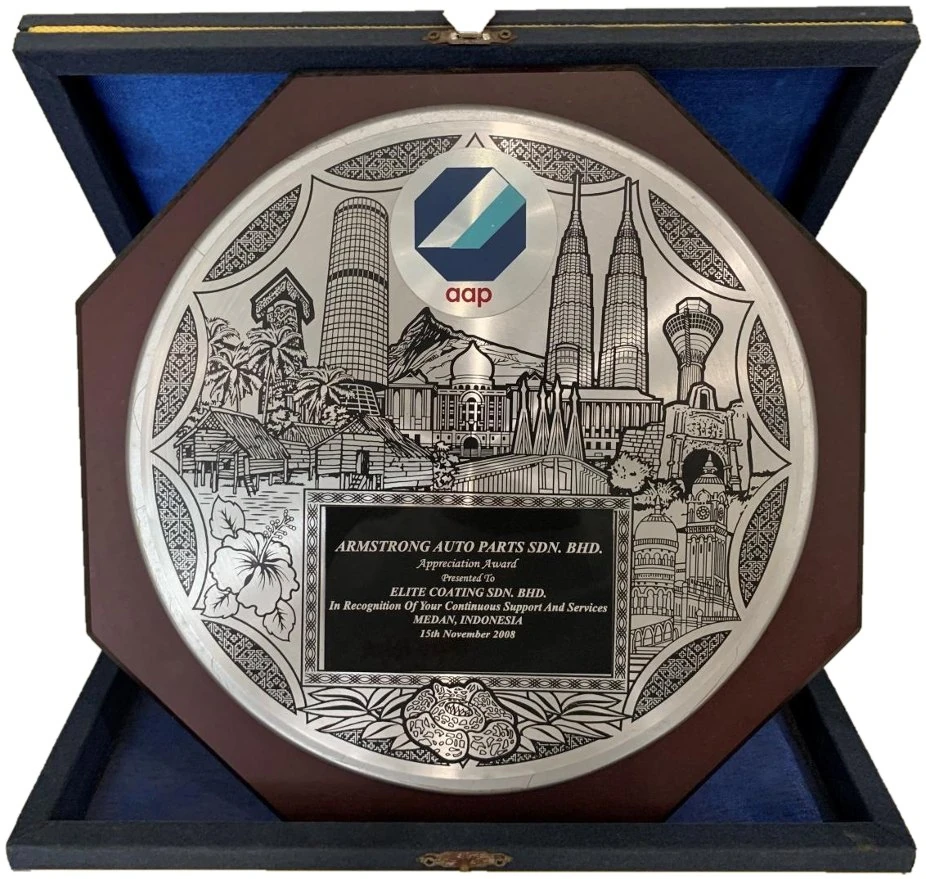 aap
ARMSTRONG AUTO PARTS SDN. BHD.
Appreciation Award
Presented To
ELITE COATING SDN. BHD.
In Recognition Of Your Continuous Support And Services
MEDAN, INDONESIA
15th November 2008